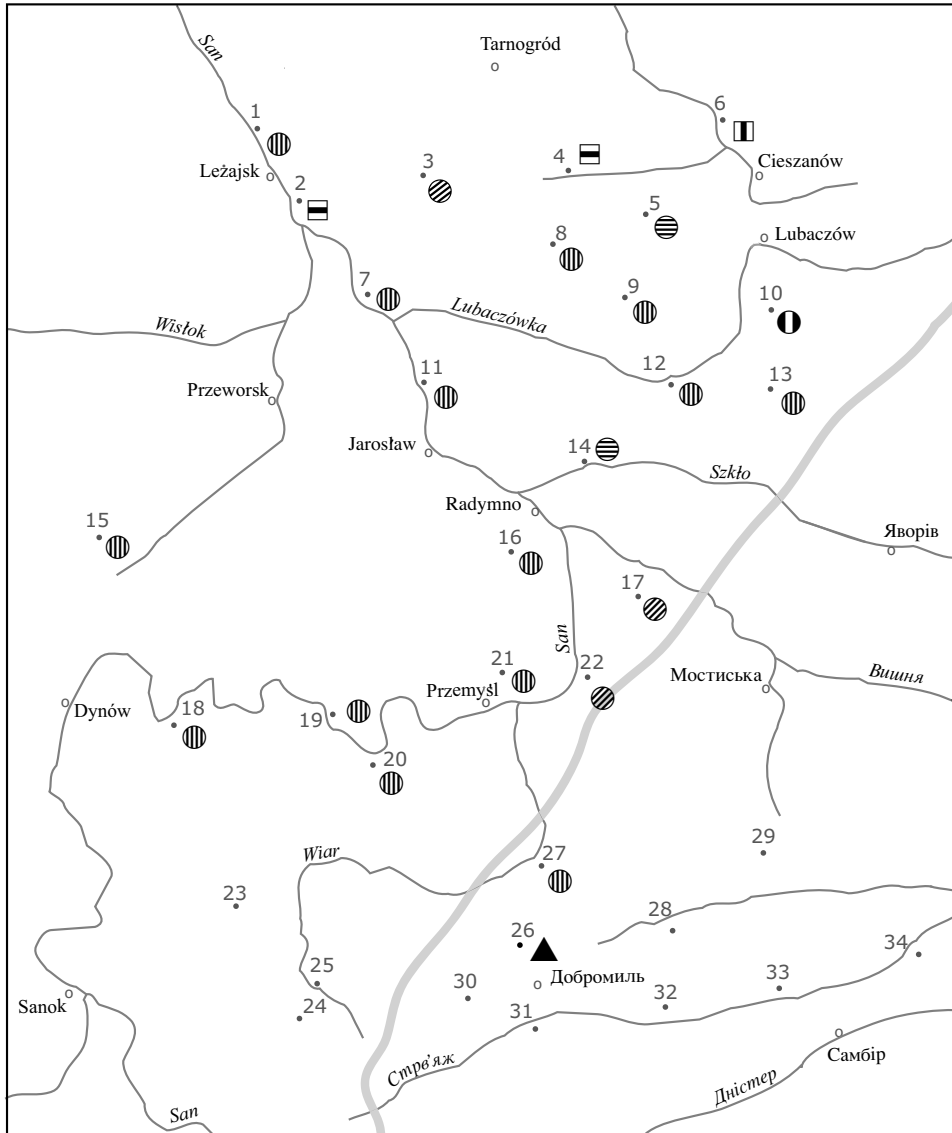 San
Tarnogród
1
6
3
4
Cieszanów
Leżajsk
2
5
8
Lubaczów
7
9
10
Wisłok
Lubaczówka
11
12
13
Przeworsk
Jarosław
14
Szkło
Radymno
15
16
Яворів
17
San
21
22
Przemyśl
Мостиська
Вишня
Dynów
18
19
20
29
Wiar
27
23
28
26
34
25
30
Добромиль
33
Sanok
24
32
31
Самбір
Стрв’яж
Дністер
San